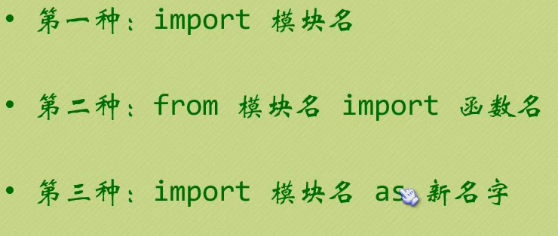 • 第一种：import 模块名
• 第二种：from 模块名 import 函数名
• 第三种：import 模块名 as 新名字